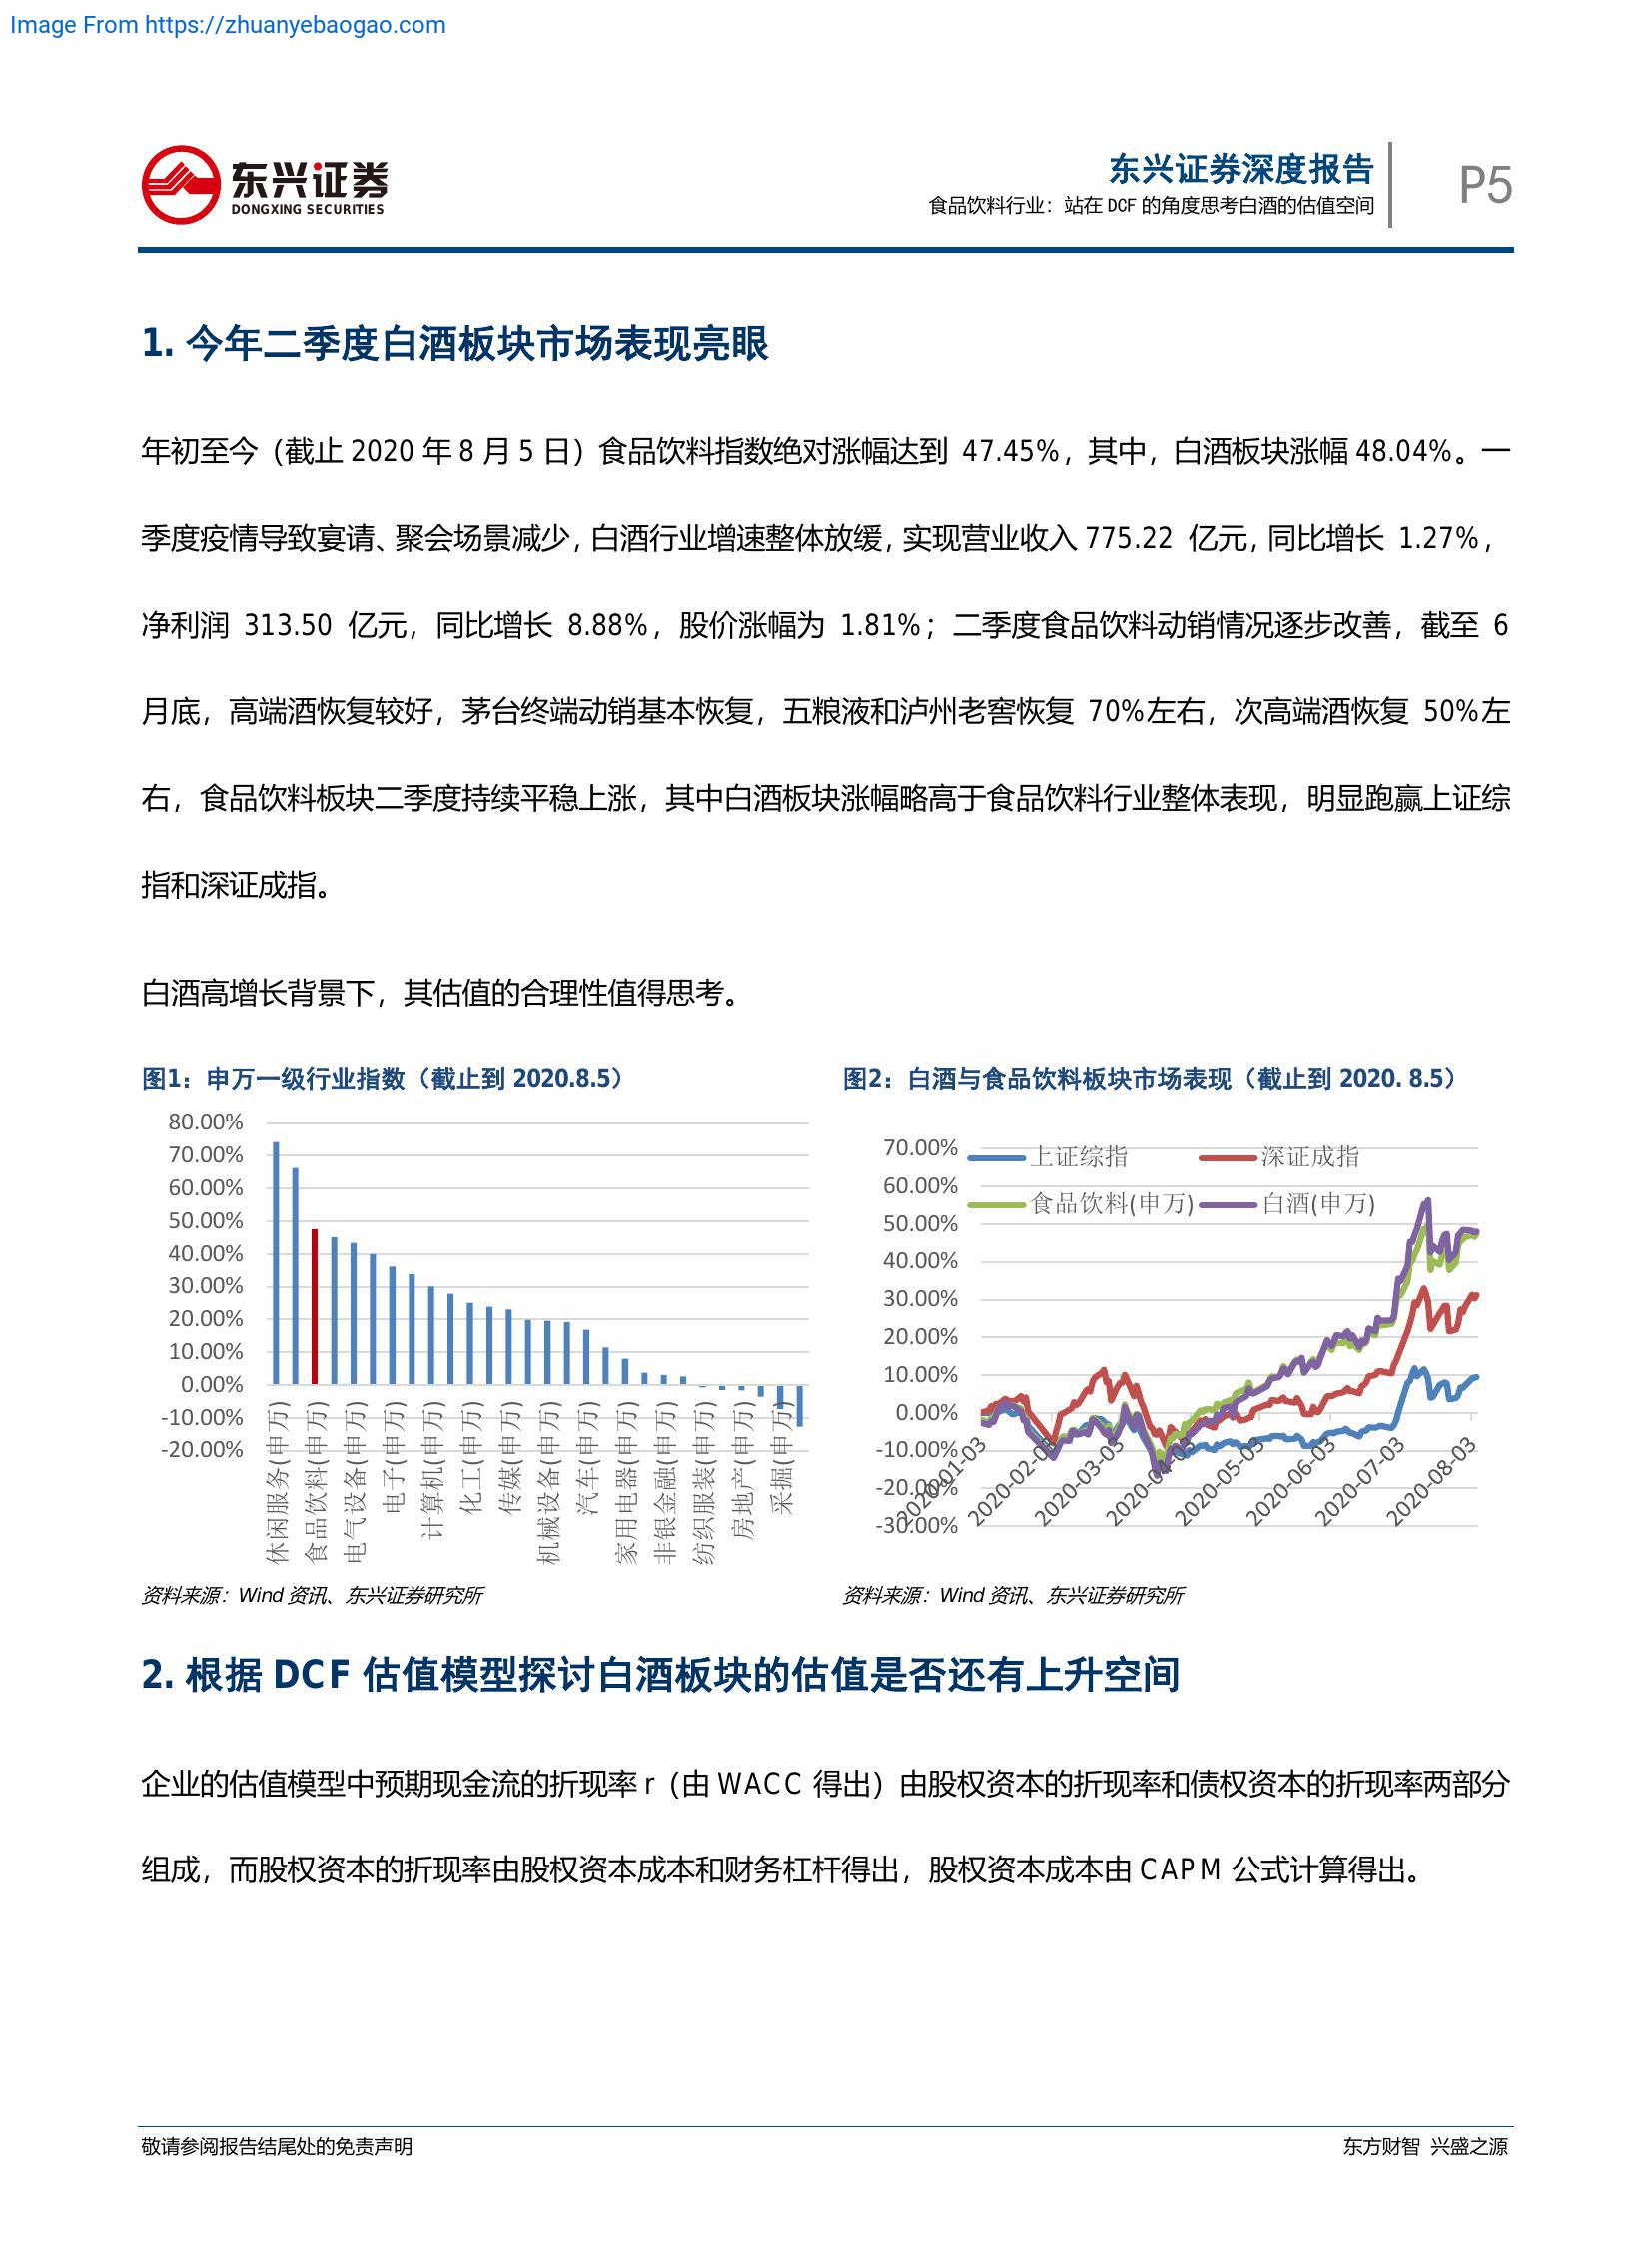 Image From https://zhuanyebaogao.com
东兴证券
DONGXING SECURITIES
东兴证券深度报告
食品饮料行业：站在 DCF 的角度思考白酒的估值空间
P5
1. 今年二季度白酒板块市场表现亮眼
年初至今（截止 2020 年 8 月 5 日）食品饮料指数绝对涨幅达到 47.45%，其中，白酒板块涨幅 48.04%。一
季度疫情导致宴请、聚会场景减少，白酒行业增速整体放缓，实现营业收入 775.22 亿元，同比增长 1.27%，
净利润 313.50 亿元，同比增长 8.88%，股价涨幅为 1.81%；二季度食品饮料动销情况逐步改善，截至 6
月底，高端酒恢复较好，茅台终端动销基本恢复，五粮液和泸州老窖恢复 70%左右，次高端酒恢复 50%左
右，食品饮料板块二季度持续平稳上涨，其中白酒板块涨幅略高于食品饮料行业整体表现，明显跑赢上证综
指和深证成指。
白酒高增长背景下，其估值的合理性值得思考。
图1：申万一级行业指数（截止到 2020.8.5）
80.00%
70.00%
60.00%
50.00%
40.00%
30.00%
20.00%
10.00%
0.00%
-10.00%
-20.00%
休闲服务(申万)
食品饮料(申万)
电气设备(申万)
电子(申万)
计算机(申万)
化工(申万)
传媒(申万)
机械设备(申万)
汽车(申万)
家用电器(申万)
非银金融(申万)
纺织服装(申万)
房地产(申万)
采掘(申万)
资料来源：Wind 资讯、东兴证券研究所
图2：白酒与食品饮料板块市场表现（截止到 2020. 8.5）
上证综指
深证成指
食品饮料(申万)
白酒(申万)
70.00%
60.00%
50.00%
40.00%
30.00%
20.00%
10.00%
0.00%
-10.00%
-20.00%
-30.00%
2020-01-03
2020-02-03
2020-03-03
2020-04-03
2020-05-03
2020-06-03
2020-07-03
2020-08-03
资料来源：Wind 资讯、东兴证券研究所
2. 根据 DCF 估值模型探讨白酒板块的估值是否还有上升空间
企业的估值模型中预期现金流的折现率 r（由 WACC 得出）由股权资本的折现率和债权资本的折现率两部分
组成，而股权资本的折现率由股权资本成本和财务杠杆得出，股权资本成本由 CAPM 公式计算得出。
敬请参阅报告结尾处的免责声明
东方财智 兴盛之源